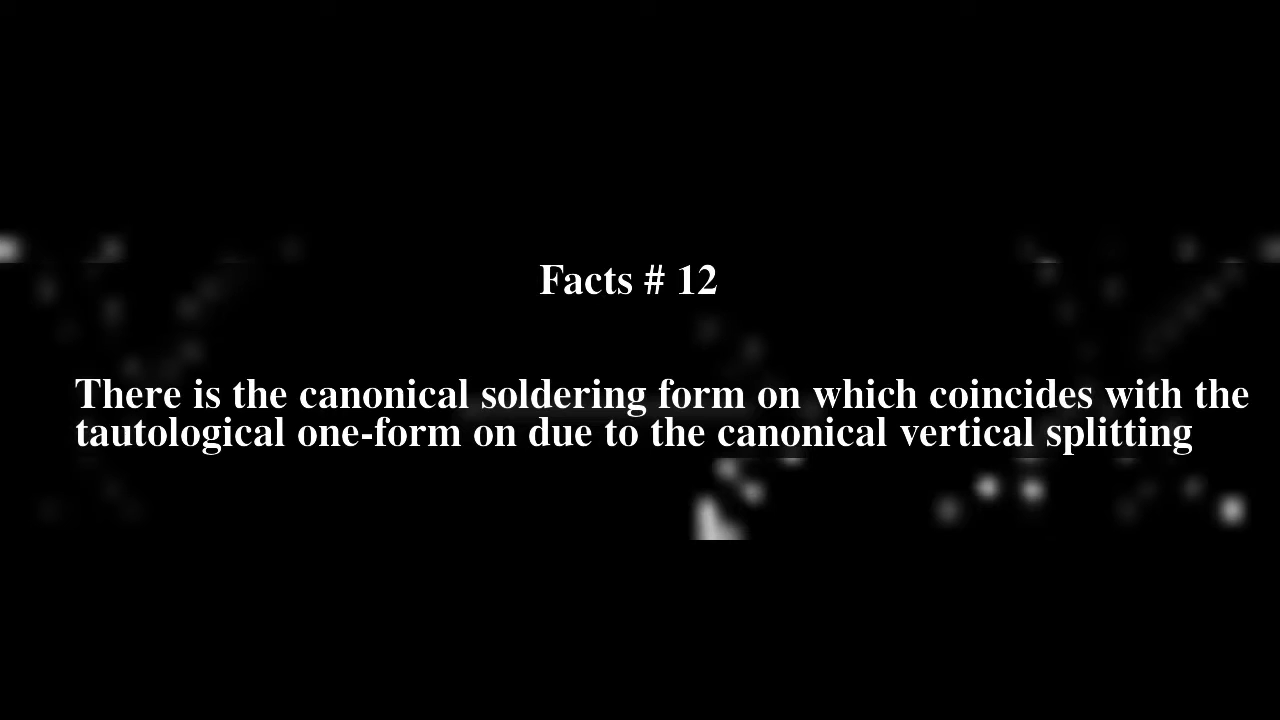 Facts # 12
There is the canonical soldering form on which coincides with the
tautological one-form on due to the canonical vertical splitting